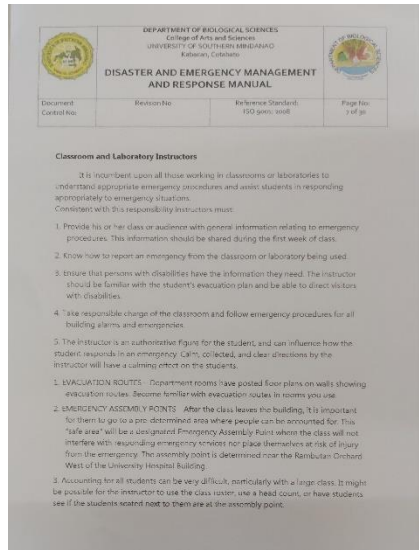 DEPARTMENT OF BIOLOGICAL SCIENCES
College of Arts and Sciences
UNIVERSITY OF SOUTHERN MINDANAO
Kabacan, Cotabato
DISASTER AND EMERGENCY MANAGEMENT
AND RESPONSE MANUAL
Document Control No:
Revision No
Reference Standard: ISO 9001: 2008
Page No: 7 of 30
Classroom and Laboratory Instructors
It is incumbent upon all those working in classrooms or laboratories to
understand appropriate emergency procedures and assist students in responding
appropriately to emergency situations.
Consistent with this responsibility instructors must
1. Provide his or her class or audience with general information relating to emergency
procedures. This information should be shared during the first week of class.
2. Know how to report an emergency from the classroom or laboratory being used
3. Ensure that persons with disabilities have the information they need. The instructor
should be familiar with the student's evacuation plan and be able to direct visitors
with disabilities.
4. Take responsible charge of the classroom and follow emergency procedures for all
building alarms and emergencies.
5. The instructor is an authoritative figure for the student, and can influence how the
student responds in an emergency. Calm, collected, and clear directions by the
instructor will have a calming effect on the students.
1. EVACUATION ROUTES - Department rooms have posted floor plans on walls showing
evacuation routes. Become familiar with evacuation routes in rooms you use.
2. EMERGENCY ASSEMBLY POINTS - After the class leaves the building, it is important
for them to go to a pre-determined area where people can be accounted for. This
"safe area" will be a designated Emergency Assembly Point where the class will not
interfere with responding emergency services nor place themselves at risk of injury
from the emergency. The assembly point is determined near the Rambutan Orchard
West of the University Hospital Building.
3. Accounting for all students can be very difficult, particularly with a large class. It might
be possible for the instructor to use the class roster, use a head count, or have students
see if the students seated next to them are at the assembly point.